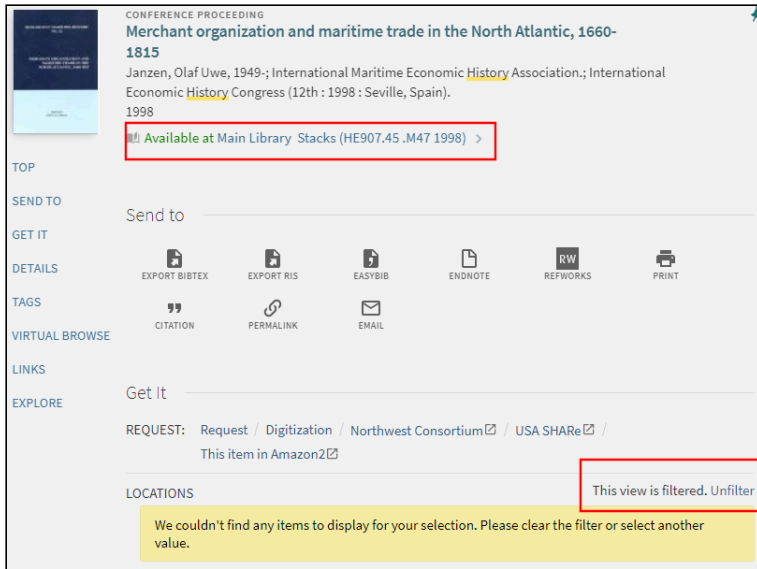 CONFERENCE PROCEEDING
Merchant organization and maritime trade in the North Atlantic, 1660-
1815
Janzen, Olaf Uwe, 1949-; International Maritime Economic History Association.; International
Economic History Congress (12th : 1998 : Seville, Spain).
1998
Available at Main Library Stacks (HE907.45 .M47 1998)
TOP
SEND TO
GET IT
DETAILS
TAGS
VIRTUAL BROWSE
LINKS
EXPLORE
Send to
EXPORT BIBTEX
EXPORT RIS
EASYBIB
ENDNOTE
RW
REFWORKS
PRINT
CITATION
PERMALINK
EMAIL
Get It
REQUEST: Request / Digitization / Northwest Consortium / USA SHARe /
This item in Amazon2
This view is filtered. Unfilter
LOCATIONS
We couldn't find any items to display for your selection. Please clear the filter or select another
value.